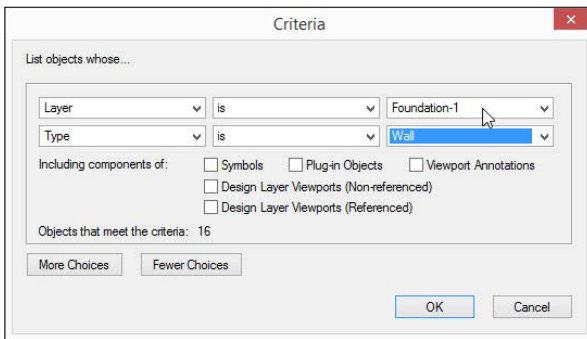 Criteria
List objects whose...
Layer is Foundation-1
Type is Wall
Including components of: Symbols Plug-in Objects Viewport Annotations
Design Layer Viewports (Non-referenced)
Design Layer Viewports (Referenced)
Objects that meet the criteria: 16
More Choices Fewer Choices
OK Cancel